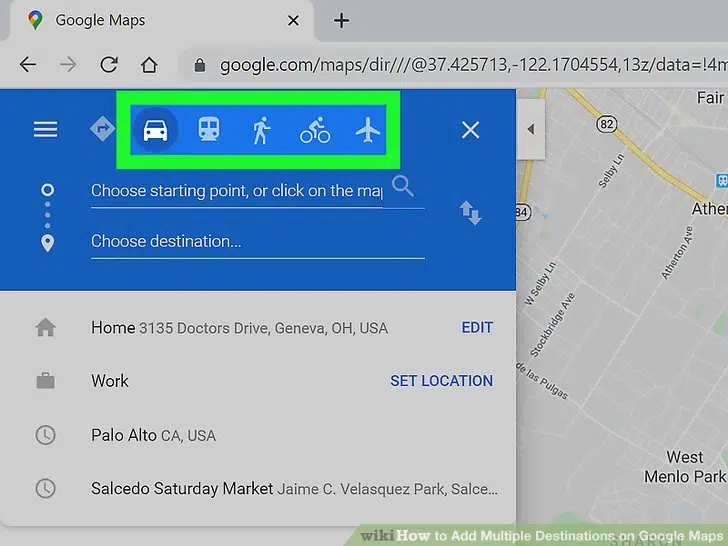 Google Maps
google.com/maps/dir///@37.425713,-122.1704554,13z/data=!4m
Fair
82
Selby Ln
Choose starting point, or click on the map
84
Ather
Choose destination...
Atherton Ave
W Selby Ln
Stockbridge Ave
Home 3135 Doctors Drive, Geneva, OH, USA
EDIT
de las Pulgas
Work
SET LOCATION
Palo Alto CA, USA
West
Menlo Park
Salcedo Saturday Market Jaime C. Velasquez Park, Salce...
SHARON
wikiHow to Add Multiple Destinations on Google Maps